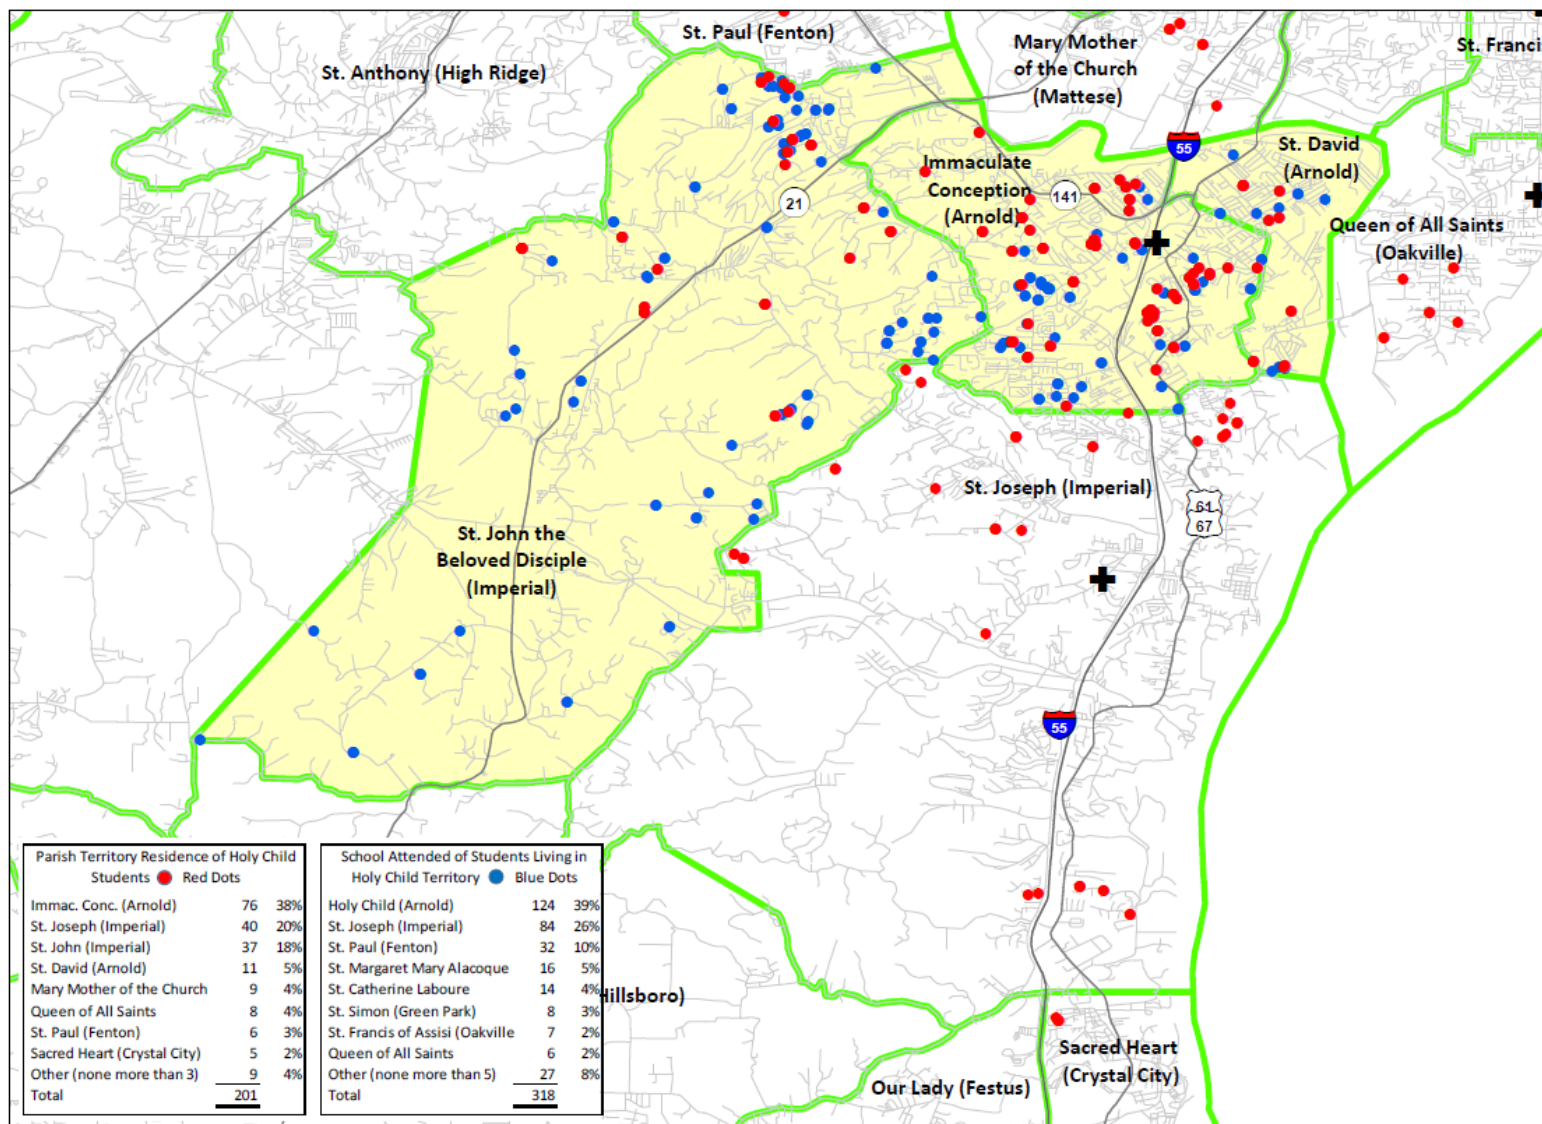 St. Paul (Fenton)
Mary Mother
of the Church
(Mattese)
St. Francis
St. Anthony (High Ridge)
55
St. David
(Arnold)
Immaculate
Conception
(Arnold)
141
21
Queen of All Saints
(Oakville)
St. Joseph (Imperial)
61
67
St. John the
Beloved Disciple
(Imperial)
55
Parish Territory Residence of Holy Child
Students Red Dots
Immac. Conc. (Arnold) 76 38%
St. Joseph (Imperial) 40 20%
St. John (Imperial) 37 18%
St. David (Arnold) 11 5%
Mary Mother of the Church 9 4%
Queen of All Saints 8 4%
St. Paul (Fenton) 6 3%
Sacred Heart (Crystal City) 5 2%
Other (none more than 3) 9 4%
Total 201
School Attended of Students Living in
Holy Child Territory Blue Dots
Holy Child (Arnold) 124 39%
St. Joseph (Imperial) 84 26%
St. Paul (Fenton) 32 10%
St. Margaret Mary Alacoque 16 5%
St. Catherine Laboure 14 4%
St. Simon (Green Park) 8 3%
St. Francis of Assisi (Oakville 7 2%
Queen of All Saints 6 2%
Other (none more than 5) 27 8%
Total 318
Hillsboro)
Sacred Heart
(Crystal City)
Our Lady (Festus)